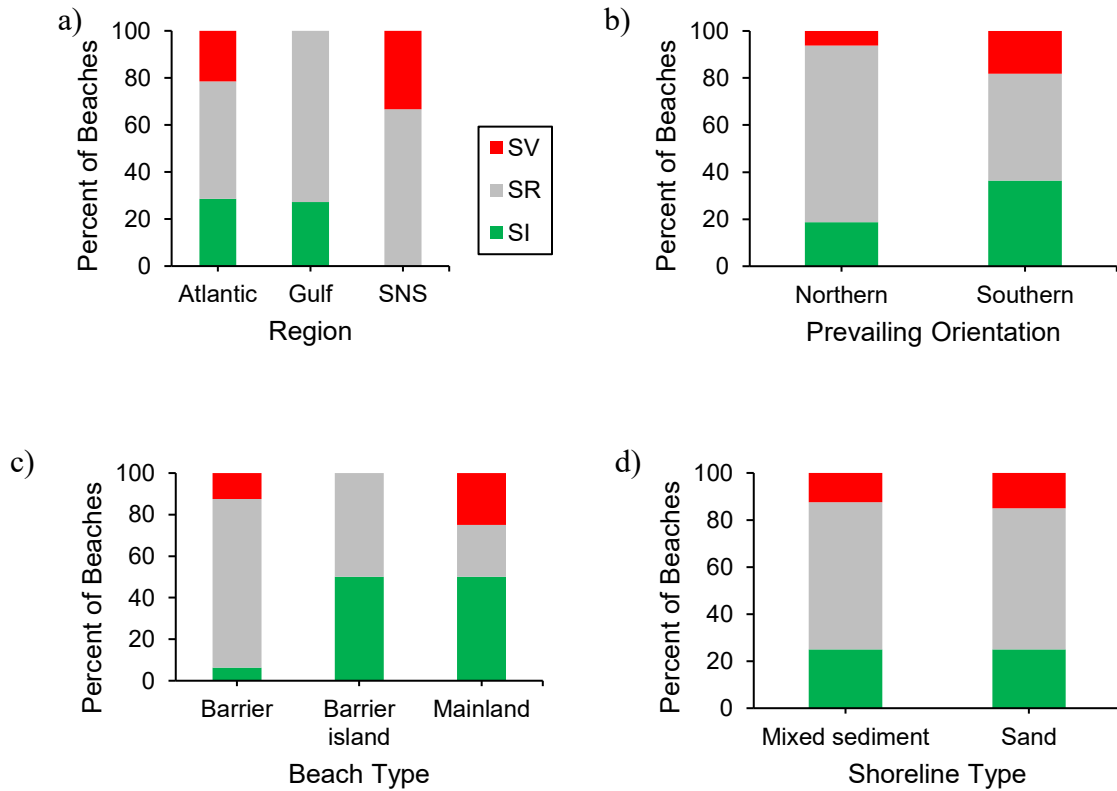 a)
100
80
60
40
20
0
Percent of Beaches
Atlantic Gulf SNS
Region
SV
SR
SI
b)
100
80
60
40
20
0
Percent of Beaches
Northern Southern
Prevailing Orientation
c)
100
80
60
40
20
0
Percent of Beaches
Barrier Barrier Mainland
island
Beach Type
d)
100
80
60
40
20
0
Percent of Beaches
Mixed sediment Sand
Shoreline Type